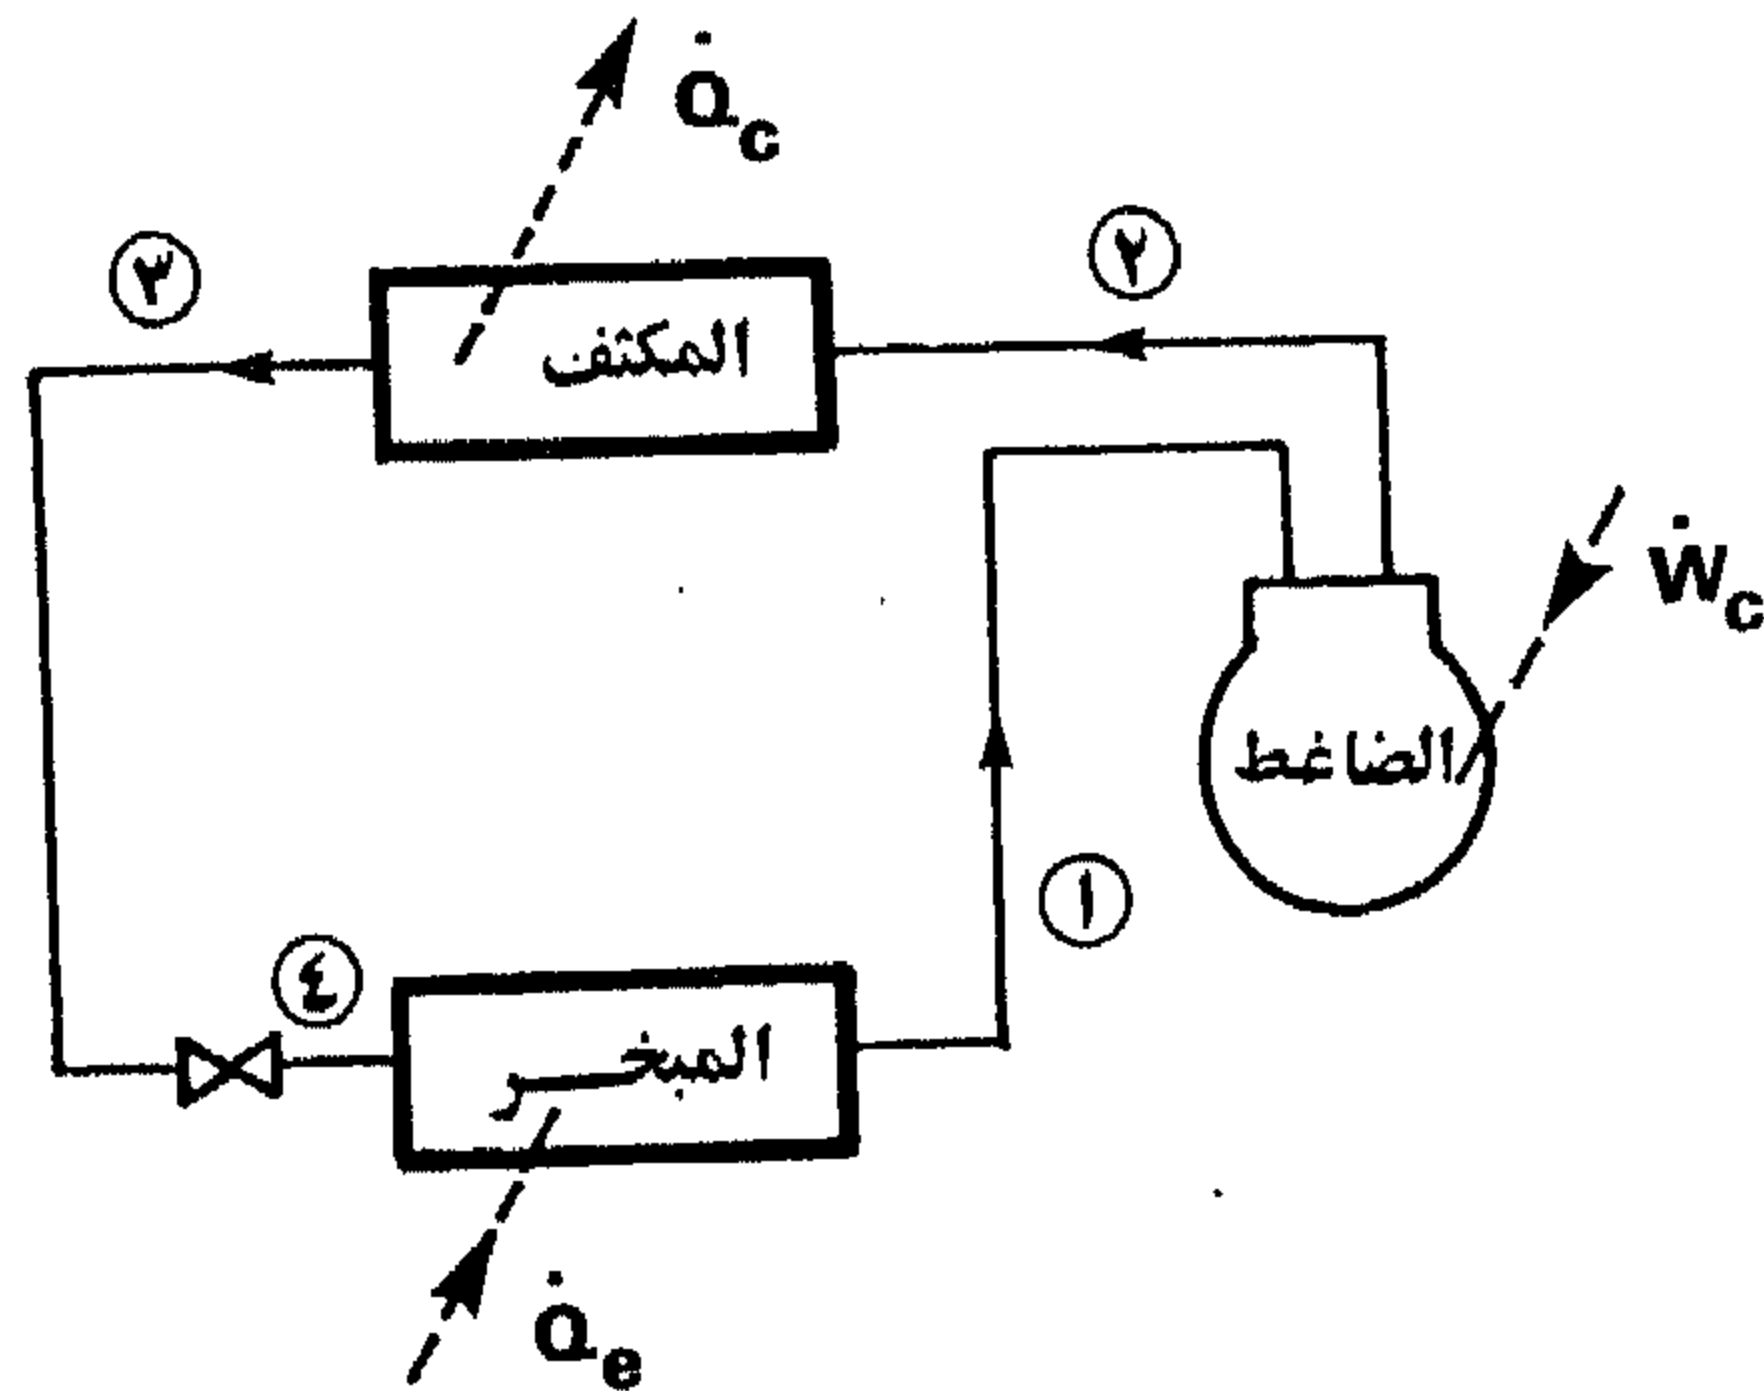 Q̇c
٢
٣
المكثف
Ẇc
الضاغط
١
٤
المبخر
Q̇e